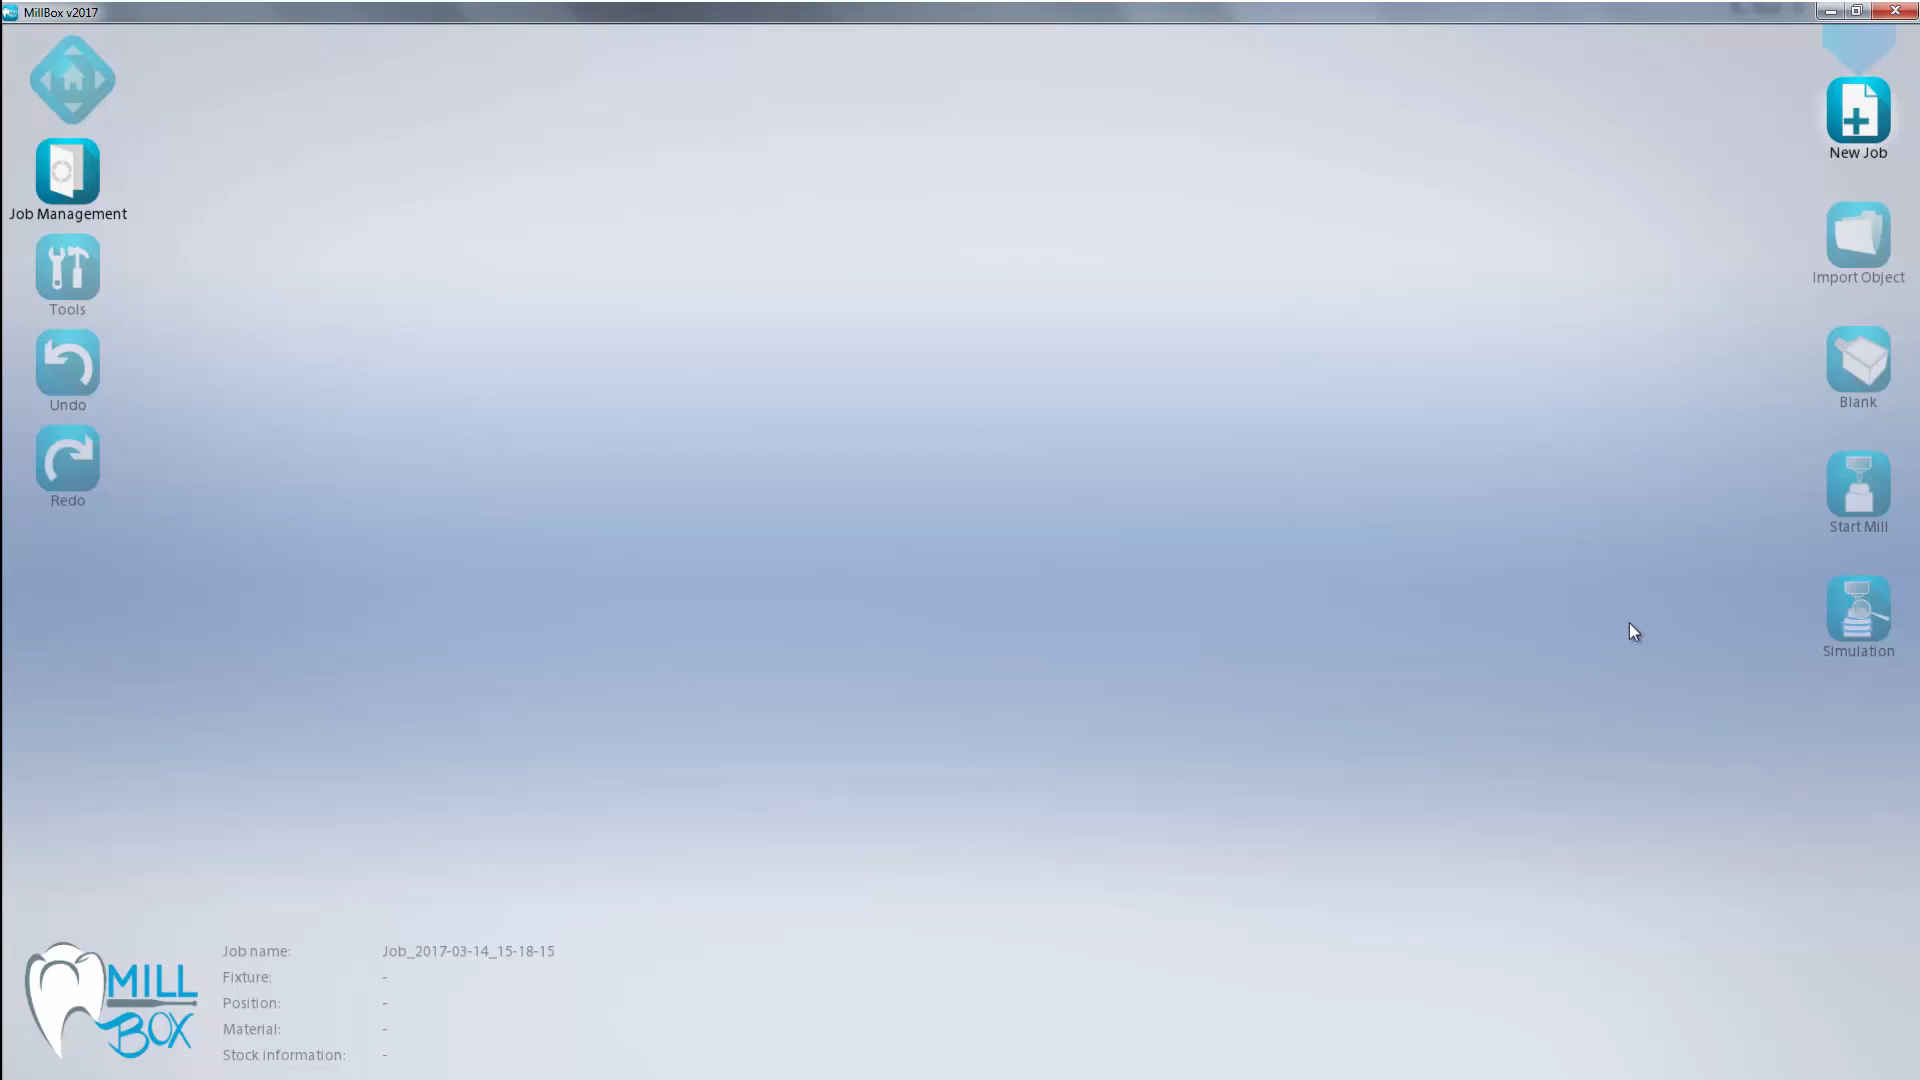 MillBox v2017
Job Management
Tools
Undo
Redo
New Job
Import Object
Blank
Start Mill
Simulation
MILL
BOX
Job name: Job_2017-03-14_15-18-15
Fixture: -
Position: -
Material: -
Stock information: -